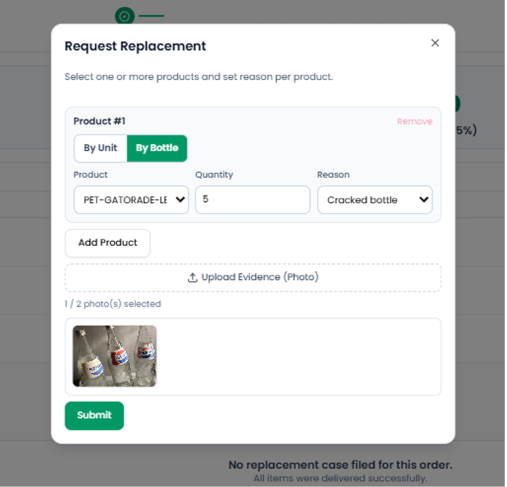 Request Replacement
Select one or more products and set reason per product.
5%)
Product #1
Remove
By Unit
By Bottle
Product
Quantity
Reason
PET-GATORADE-LE
5
Cracked bottle
Add Product
Upload Evidence (Photo)
1 / 2 photo(s) selected
Submit
No replacement case filed for this order.
All items were delivered successfully.